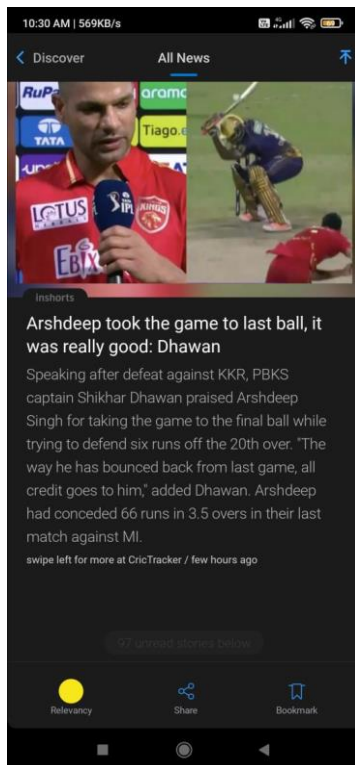 10:30 AM | 569KB/s
Discover
All News
RuPa
aramc
TATA
Tiago.e
LOTUS
TATA IPL
KINGS
EBIX
Inshorts
Arshdeep took the game to last ball, it
was really good: Dhawan
Speaking after defeat against KKR, PBKS
captain Shikhar Dhawan praised Arshdeep
Singh for taking the game to the final ball while
trying to defend six runs off the 20th over. "The
way he has bounced back from last game, all
credit goes to him," added Dhawan. Arshdeep
had conceded 66 runs in 3.5 overs in their last
match against MI.
swipe left for more at CricTracker / few hours ago
97 unread stories below
Relevancy
Share
Bookmark